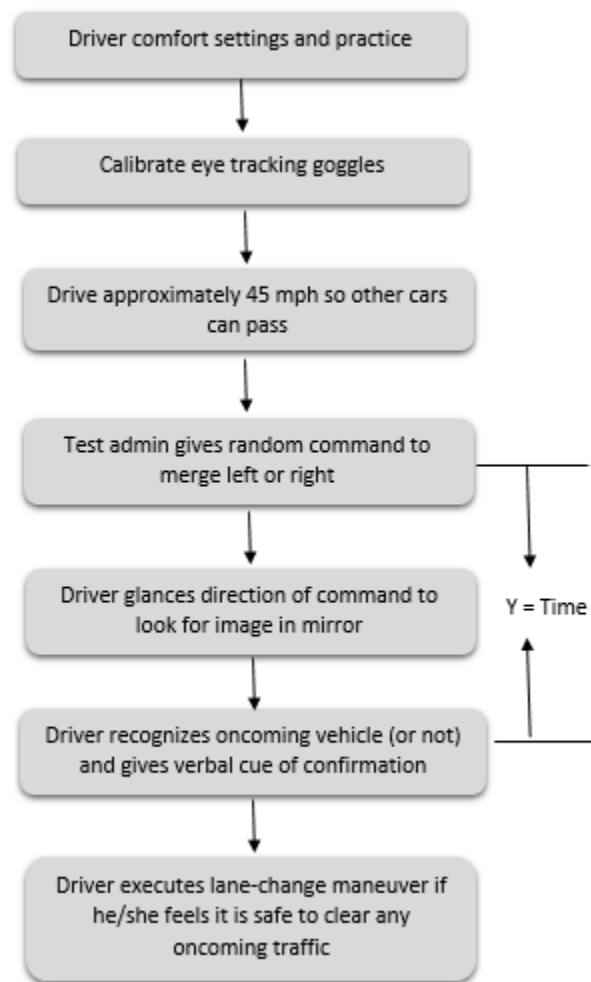 Driver comfort settings and practice
Calibrate eye tracking goggles
Drive approximately 45 mph so other cars
can pass
Test admin gives random command to
merge left or right
Driver glances direction of command to
look for image in mirror
Y = Time
Driver recognizes oncoming vehicle (or not)
and gives verbal cue of confirmation
Driver executes lane-change maneuver if
he/she feels it is safe to clear any
oncoming traffic